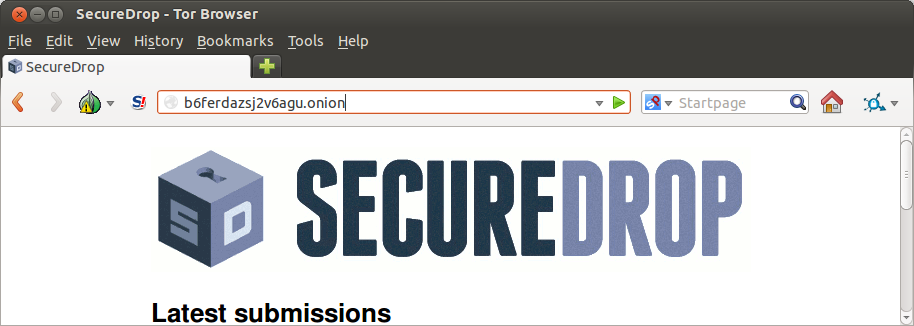 SecureDrop - Tor Browser
File Edit View History Bookmarks Tools Help
SecureDrop
S! b6ferdazsj2v6agu.onion Startpage
S D SECUREDROP
Latest submissions